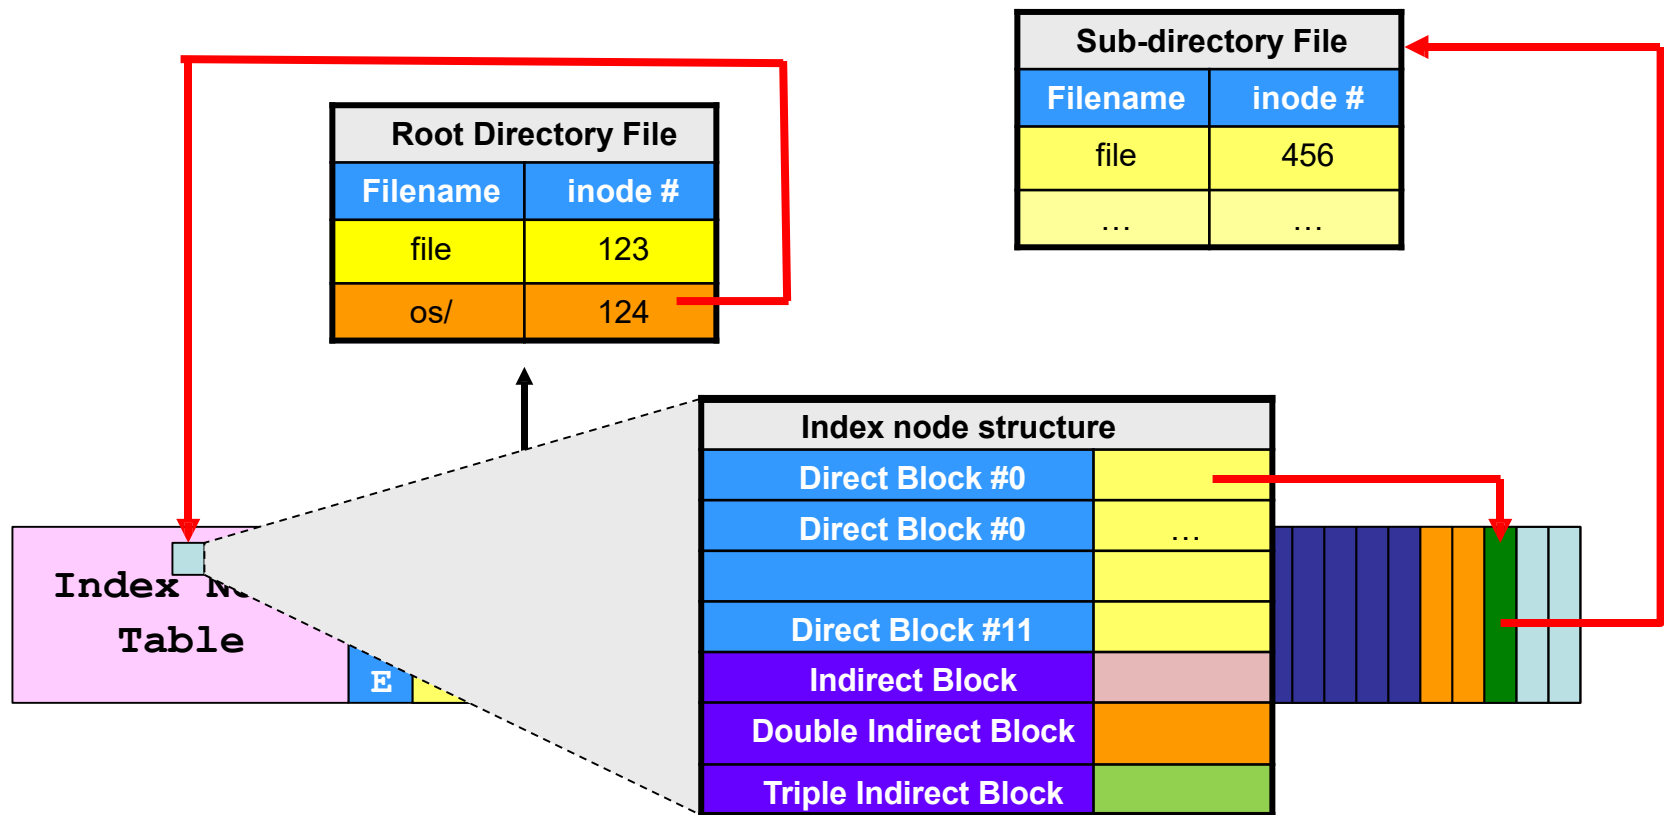 Sub-directory File
Filename inode #
file 456
… …
Root Directory File
Filename inode #
file 123
os/ 124
Index node structure
Direct Block #0
Direct Block #0 …
Direct Block #11
Indirect Block
Double Indirect Block
Triple Indirect Block
Index
Table
E